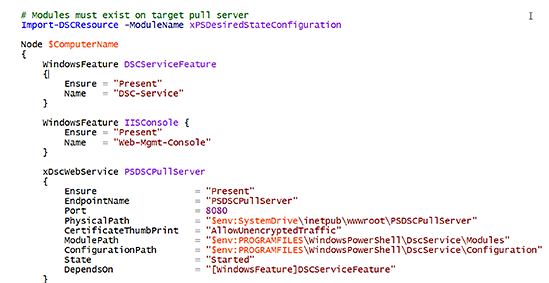 # Modules must exist on target pull server
Import-DSCResource -ModuleName xPSDesiredStateConfiguration
Node $ComputerName
{
WindowsFeature DSCServiceFeature
{
Ensure = "Present"
Name = "DSC-Service"
}
WindowsFeature IISConsole {
Ensure = "Present"
Name = "Web-Mgmt-Console"
}
xDscWebService PSDSCPullServer
{
Ensure = "Present"
EndpointName = "PSDSCPullServer"
Port = 8080
PhysicalPath = "$env:SystemDrive\inetpub\wwwroot\PSDSCPullServer"
CertificateThumbPrint = "AllowUnencryptedTraffic"
ModulePath = "$env:PROGRAMFILES\WindowsPowerShell\DscService\Modules"
ConfigurationPath = "$env:PROGRAMFILES\WindowsPowerShell\DscService\Configuration"
State = "Started"
DependsOn = "[WindowsFeature]DSCServiceFeature"
}